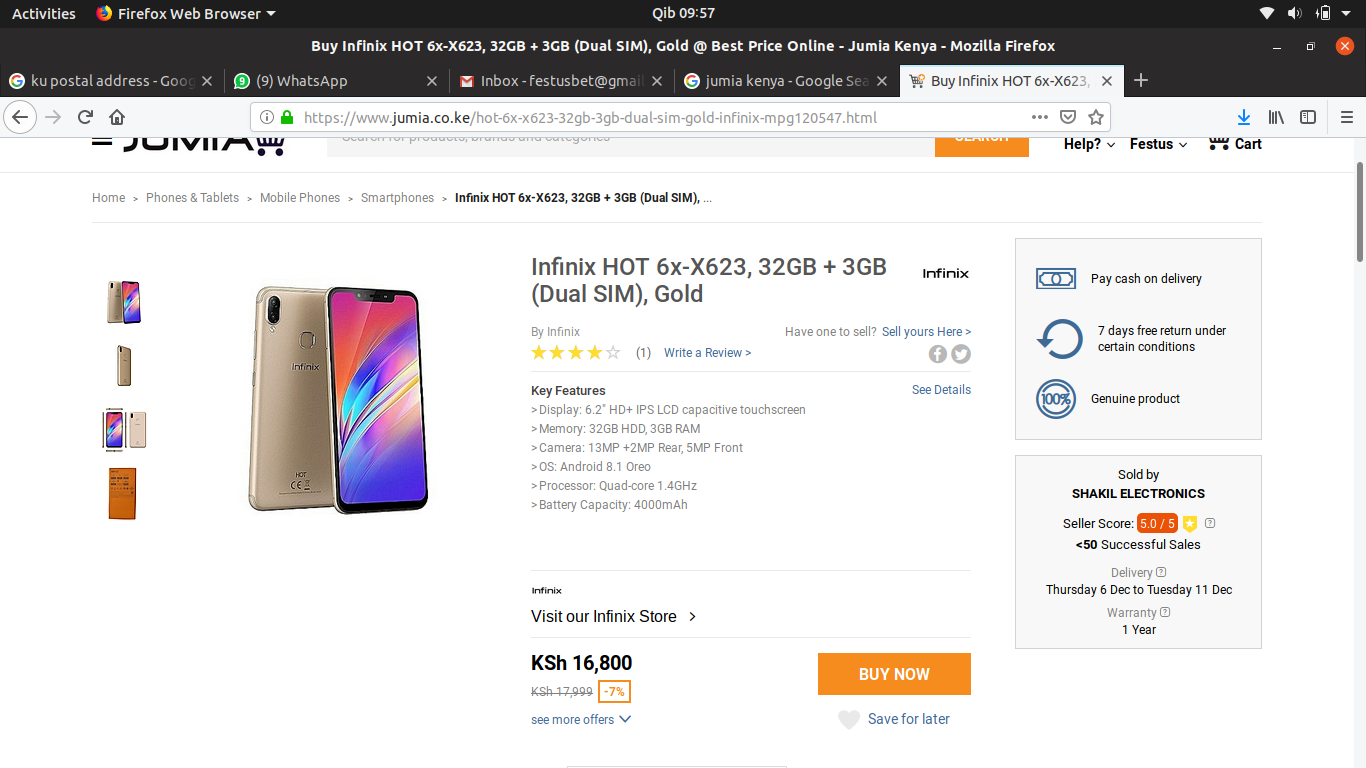 Activities Firefox Web Browser Qib 09:57
Buy Infinix HOT 6x-X623, 32GB + 3GB (Dual SIM), Gold @ Best Price Online - Jumia Kenya - Mozilla Firefox
ku postal address - Goog
(9) WhatsApp
Inbox - festusbet@gmail
jumia kenya - Google Sea
Buy Infinix HOT 6x-X623,
https://www.jumia.co.ke/hot-6x-x623-32gb-3gb-dual-sim-gold-infinix-mpg120547.html
JUMIA
Search for products, brands and categories
SEARCH
Help? Festus Cart
Home > Phones & Tablets > Mobile Phones > Smartphones > Infinix HOT 6x-X623, 32GB + 3GB (Dual SIM), ...
Infinix HOT 6x-X623, 32GB + 3GB
(Dual SIM), Gold
Infinix
By Infinix
Have one to sell? Sell yours Here >
(1) Write a Review >
Key Features
See Details
> Display: 6.2" HD+ IPS LCD capacitive touchscreen
> Memory: 32GB HDD, 3GB RAM
> Camera: 13MP +2MP Rear, 5MP Front
> OS: Android 8.1 Oreo
> Processor: Quad-core 1.4GHz
> Battery Capacity: 4000mAh
Infinix
Visit our Infinix Store >
KSh 16,800
KSh 17,999 -7%
see more offers
BUY NOW
Save for later
Infinix
HOT
Pay cash on delivery
7 days free return under
certain conditions
100%
Genuine product
Sold by
SHAKIL ELECTRONICS
Seller Score: 5.0 / 5
<50 Successful Sales
Delivery ?
Thursday 6 Dec to Tuesday 11 Dec
Warranty ?
1 Year